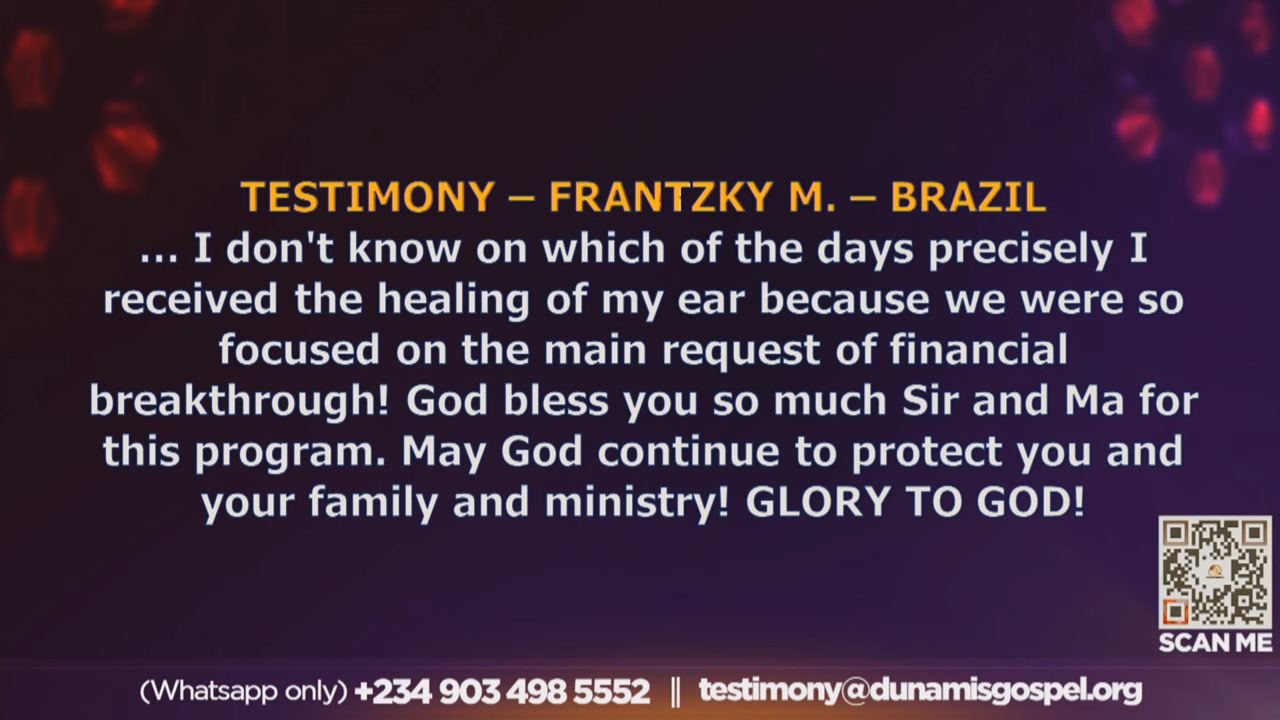 TESTIMONY – FRANTZKY M. – BRAZIL
... I don't know on which of the days precisely I
received the healing of my ear because we were so
focused on the main request of financial
breakthrough! God bless you so much Sir and Ma for
this program. May God continue to protect you and
your family and ministry! GLORY TO GOD!
SCAN ME
(Whatsapp only) +234 903 498 5552 || testimony@dunamisgospel.org